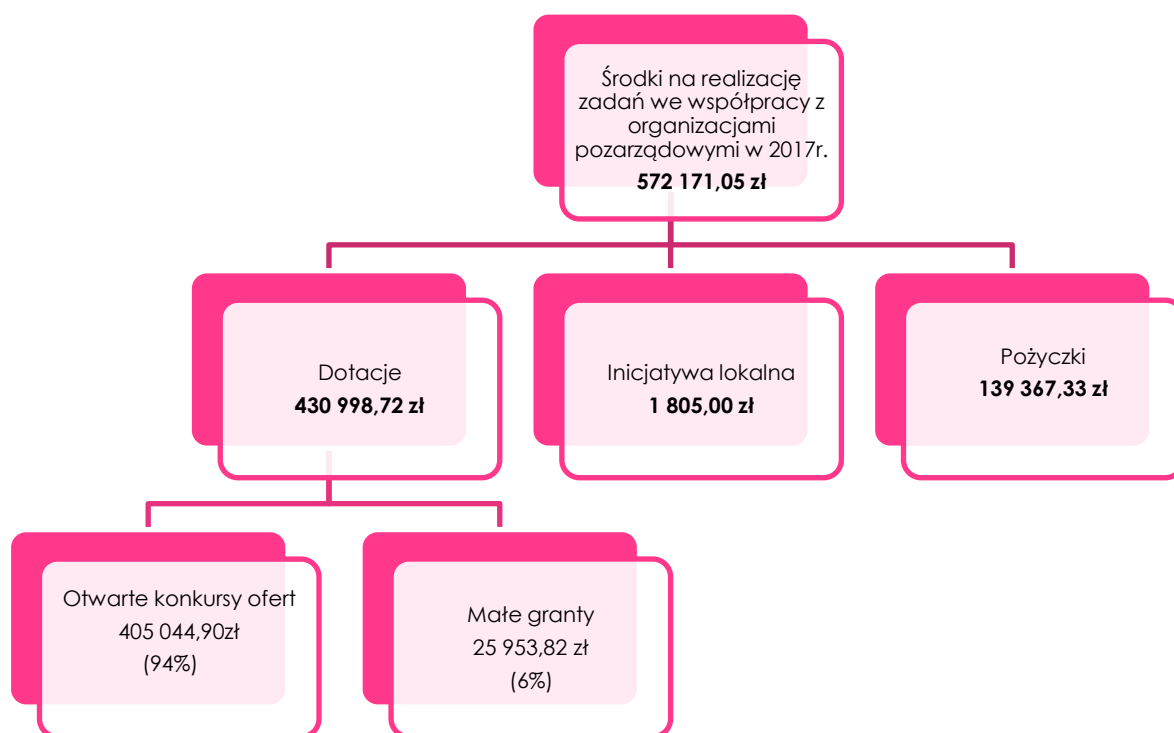 Środki na realizację
zadań we współpracy z
organizacjami
pozarządowymi w 2017r.
572 171,05 zł
Dotacje
430 998,72 zł
Inicjatywa lokalna
1 805,00 zł
Pożyczki
139 367,33 zł
Otwarte konkursy ofert
405 044,90zł
(94%)
Małe granty
25 953,82 zł
(6%)